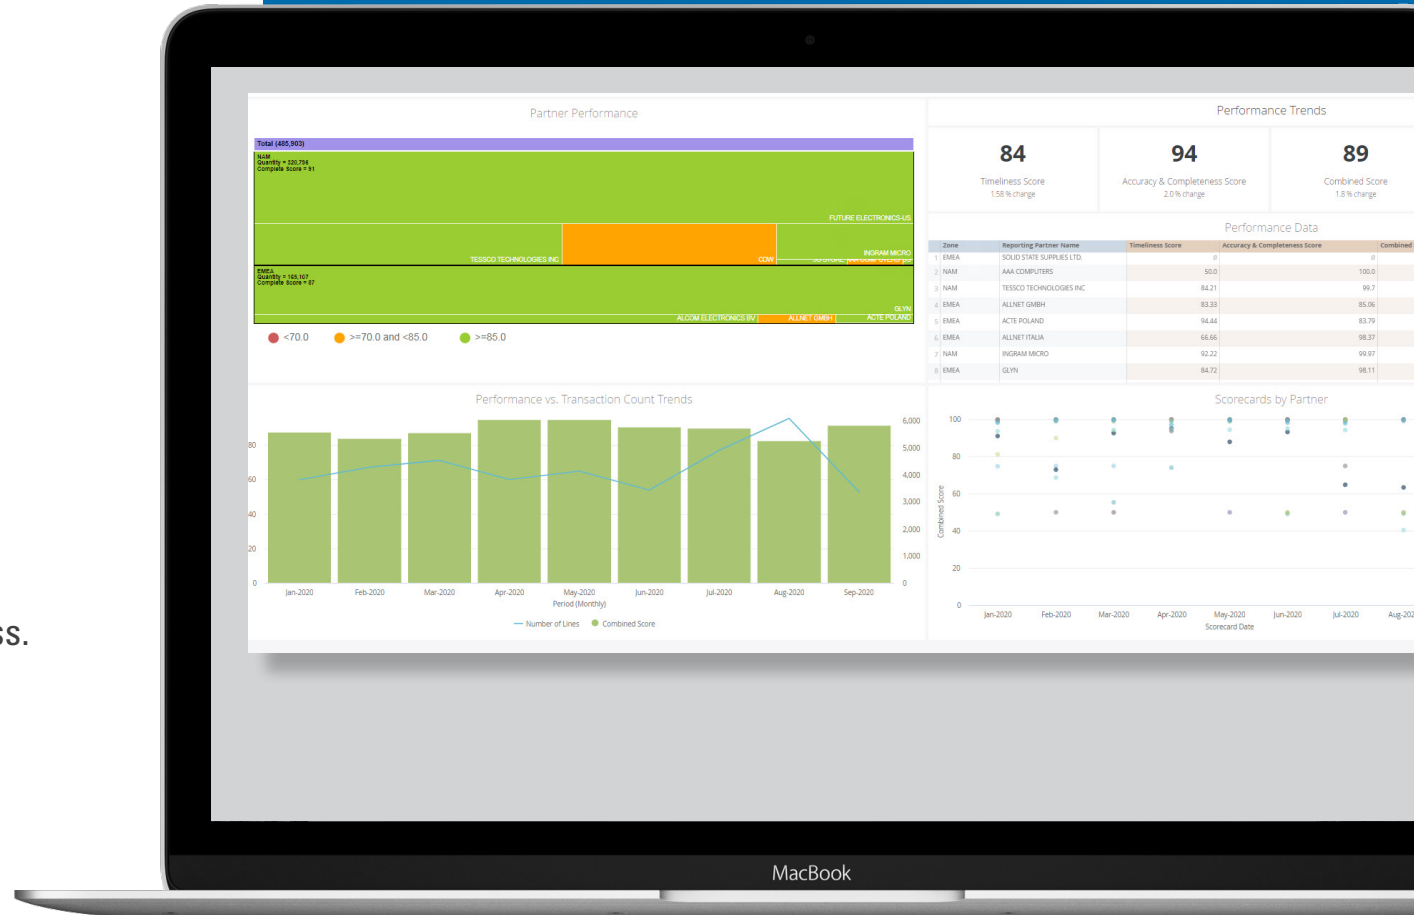 Partner Performance
Total (485,903)
NAM
Quantity = 320,796
Complete Score = 91
FUTURE ELECTRONICS-US
TESSCO TECHNOLOGIES INC
CDW
INGRAM MICRO
EMEA
Quantity = 165,107
Complete Score = 87
GLYN
ALCOM ELECTRONICS BV
ALLNET GMBH
ACTE POLAND
<70.0
>=70.0 and <85.0
>=85.0
Performance Trends
84
Timeliness Score
1.58 % change
94
Accuracy & Completeness Score
2.0 % change
89
Combined Score
1.8 % change
Performance Data
Zone Reporting Partner Name Timeliness Score Accuracy & Completeness Score Combined
1 EMEA SOLID STATE SUPPLIES LTD. 0 0
2 NAM AAA COMPUTERS 50.0 100.0
3 NAM TESSCO TECHNOLOGIES INC 84.21 99.7
4 EMEA ALLNET GMBH 83.33 85.06
5 EMEA ACTE POLAND 94.44 83.79
6 EMEA ALLNET ITALIA 66.66 98.37
7 NAM INGRAM MICRO 92.22 99.97
8 EMEA GLYN 84.72 98.11
Performance vs. Transaction Count Trends
80
60
40
20
0
6,000
5,000
4,000
3,000
2,000
1,000
0
Jan-2020 Feb-2020 Mar-2020 Apr-2020 May-2020 Jun-2020 Jul-2020 Aug-2020 Sep-2020
Period (Monthly)
Number of Lines Combined Score
Scorecards by Partner
Combined Score
100
80
60
40
20
0
Jan-2020 Feb-2020 Mar-2020 Apr-2020 May-2020 Jun-2020 Jul-2020 Aug-202
Scorecard Date
ss.
MacBook